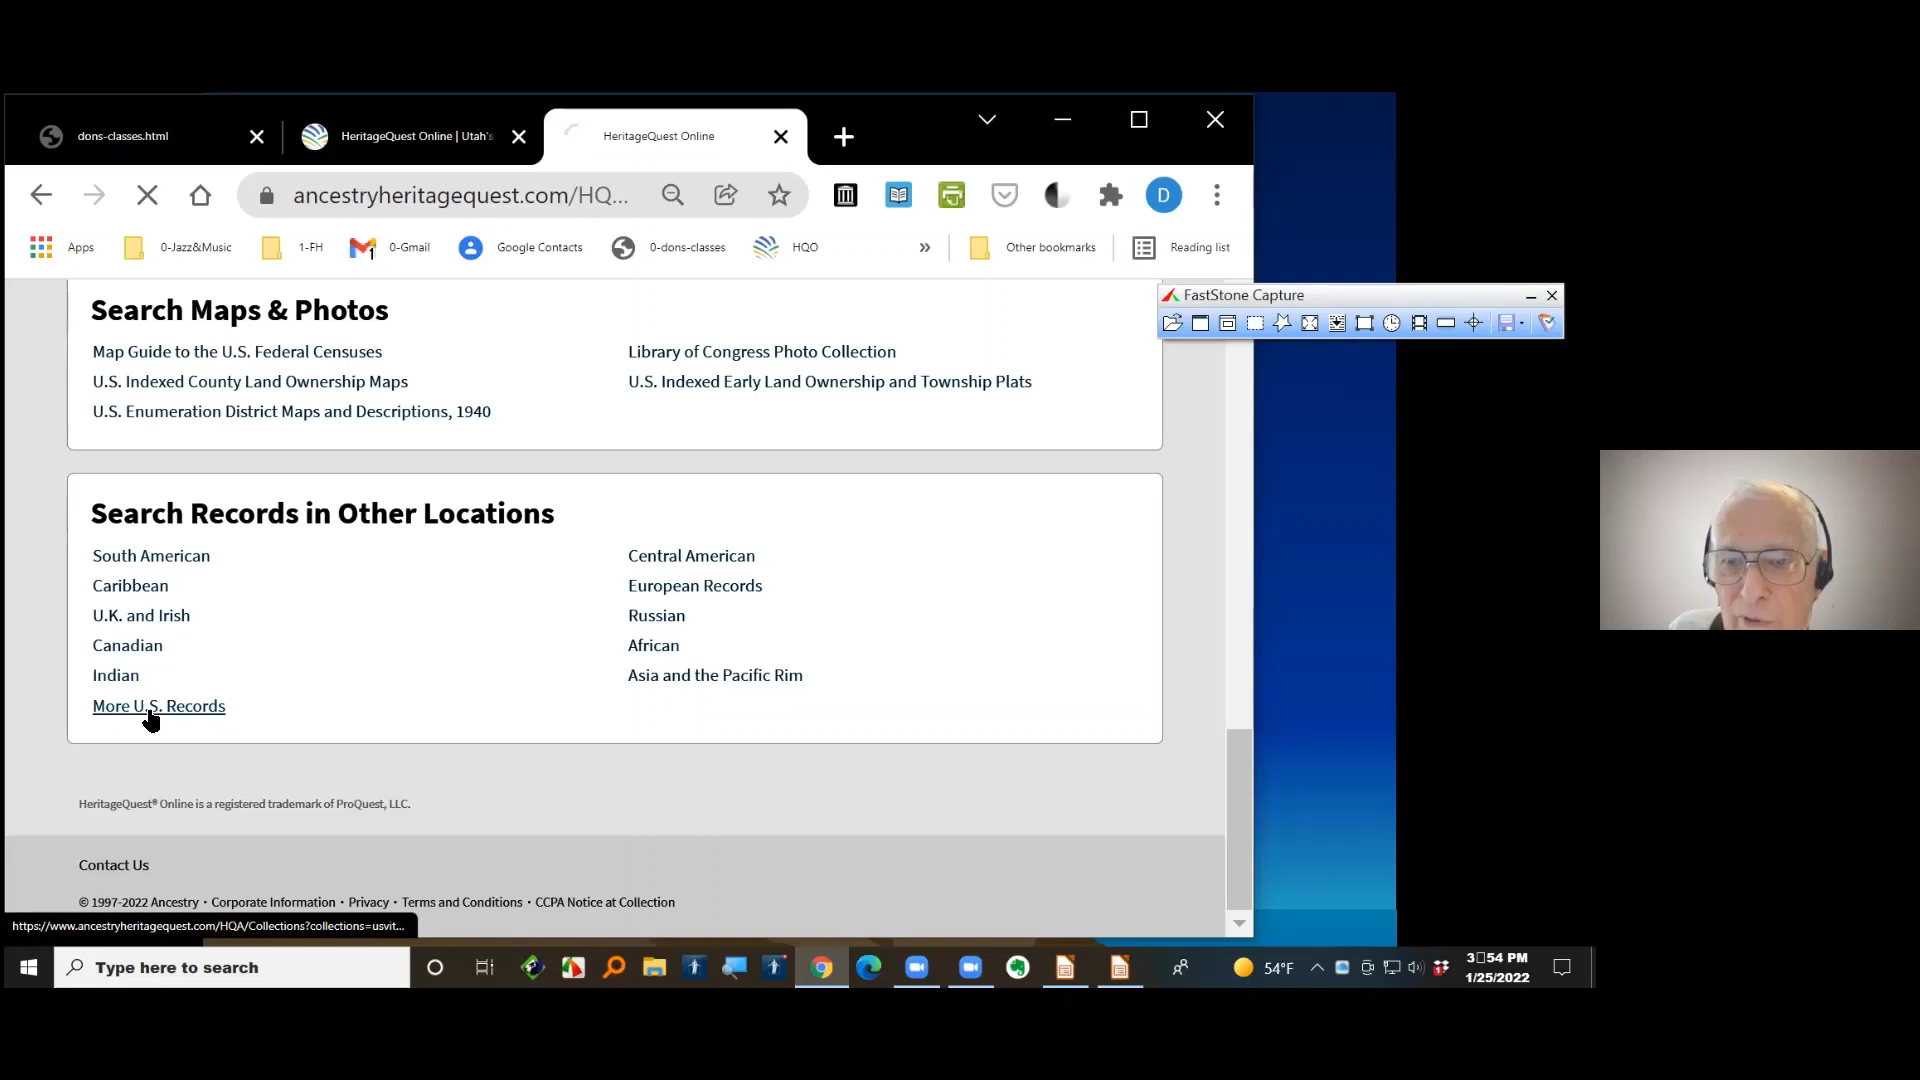 dons-classes.html
HeritageQuest Online | Utah's
HeritageQuest Online
ancestryheritagequest.com/HQ...
D
Apps
0-Jazz&Music
1-FH
0-Gmail
Google Contacts
0-dons-classes
HQO
»
Other bookmarks
Reading list
FastStone Capture
Search Maps & Photos
Map Guide to the U.S. Federal Censuses
Library of Congress Photo Collection
U.S. Indexed County Land Ownership Maps
U.S. Indexed Early Land Ownership and Township Plats
U.S. Enumeration District Maps and Descriptions, 1940
Search Records in Other Locations
South American
Central American
Caribbean
European Records
U.K. and Irish
Russian
Canadian
African
Indian
Asia and the Pacific Rim
More U.S. Records
HeritageQuest® Online is a registered trademark of ProQuest, LLC.
Contact Us
© 1997-2022 Ancestry · Corporate Information · Privacy · Terms and Conditions · CCPA Notice at Collection
https://www.ancestryheritagequest.com/HQA/Collections?collections=usvit...
Type here to search
54°F
3▯54 PM
1/25/2022